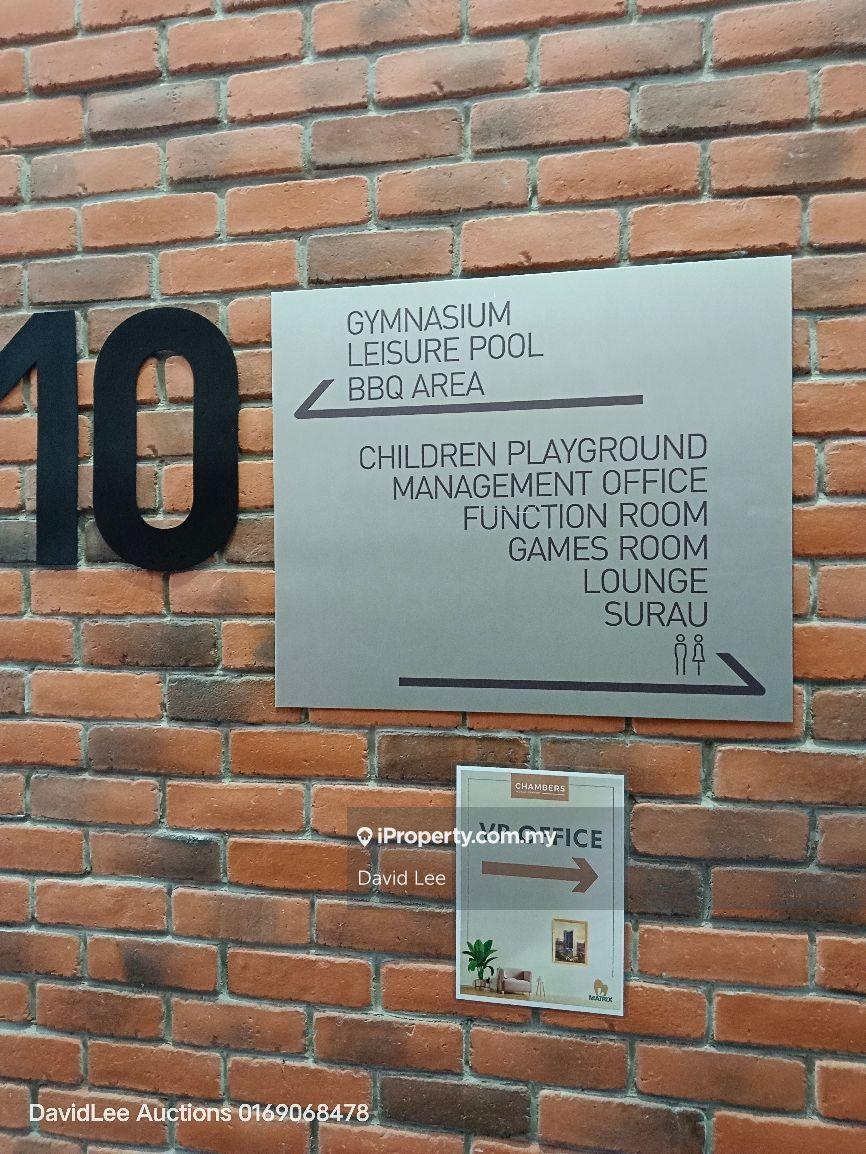 10
GYMNASIUM
LEISURE POOL
BBQ AREA
CHILDREN PLAYGROUND
MANAGEMENT OFFICE
FUNCTION ROOM
GAMES ROOM
LOUNGE
SURAU
CHAMBERS
VP OFFICE
iProperty.com.my
David Lee
MATRIX
DavidLee Auctions 0169068478